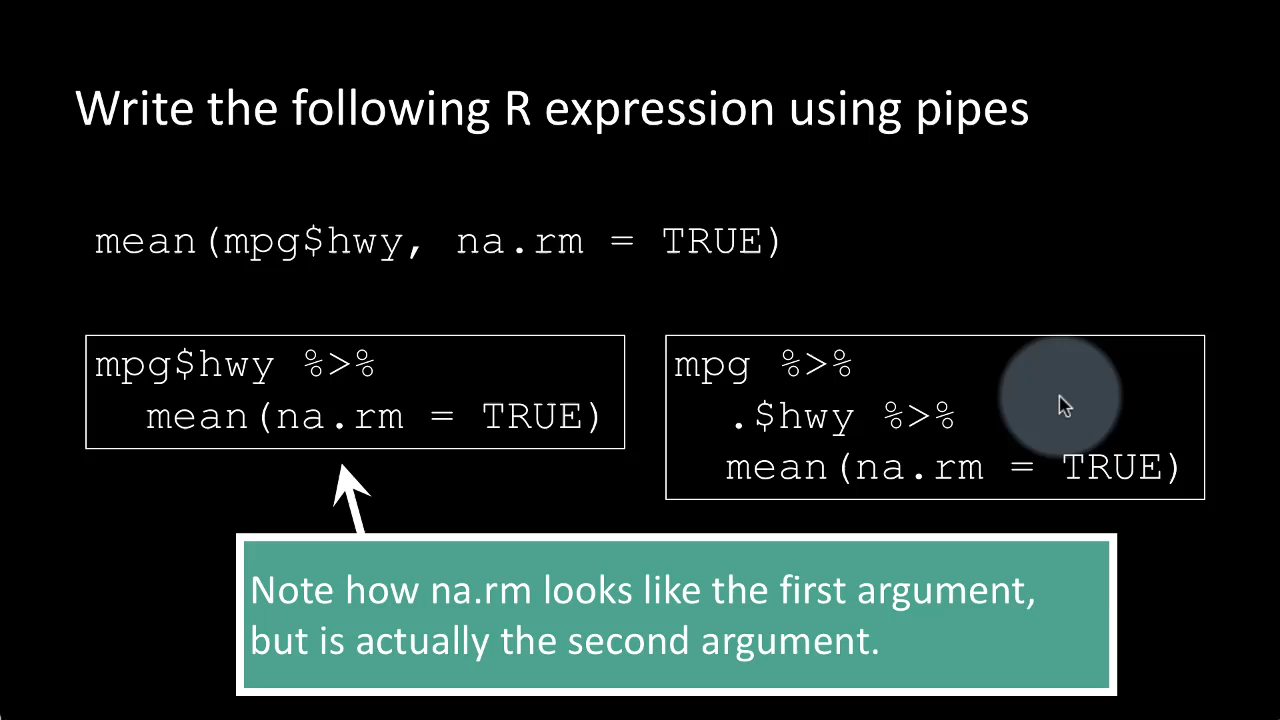 Write the following R expression using pipes
mean(mpg$hwy, na.rm = TRUE)
mpg$hwy %>%
  mean(na.rm = TRUE)
mpg %>%
  .$hwy %>%
  mean(na.rm = TRUE)
Note how na.rm looks like the first argument,
but is actually the second argument.